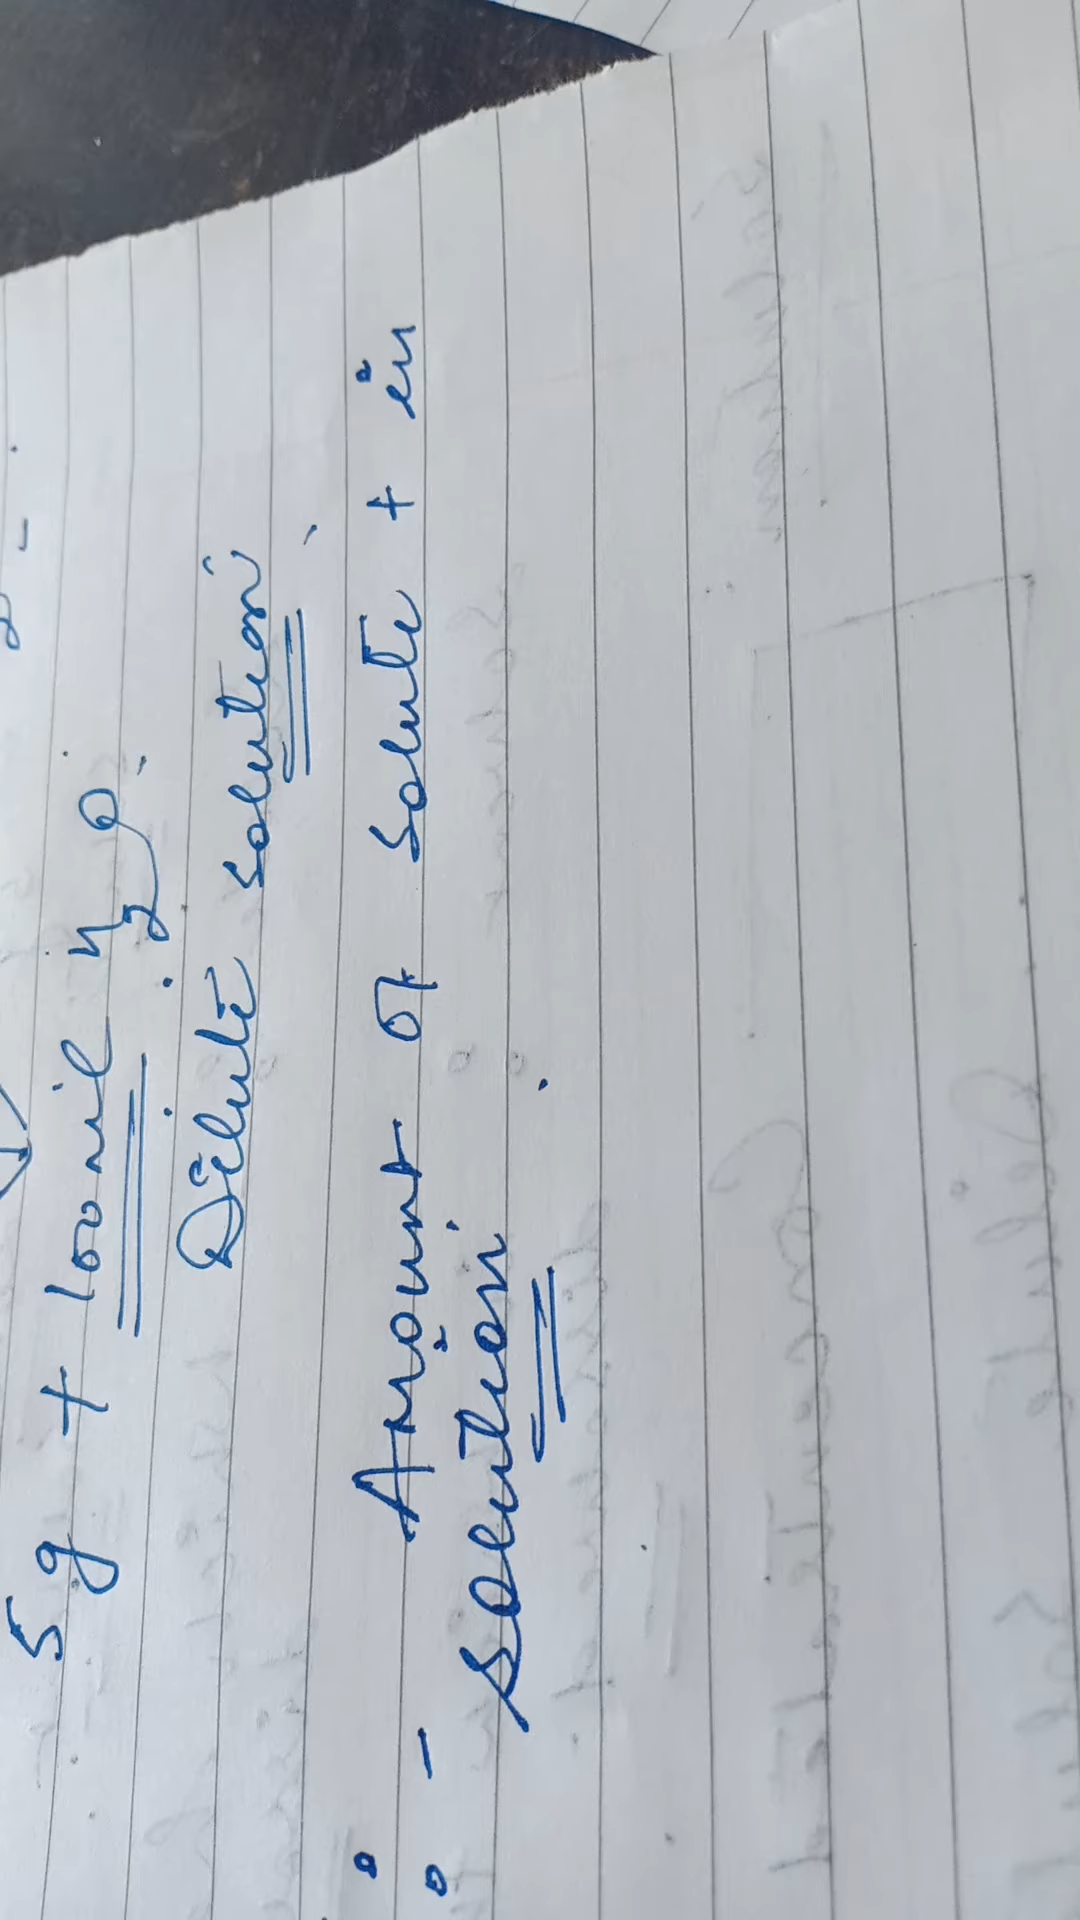 5g + 100ml H2O.
Dilute solution
:- Amount of solute + in
solution.